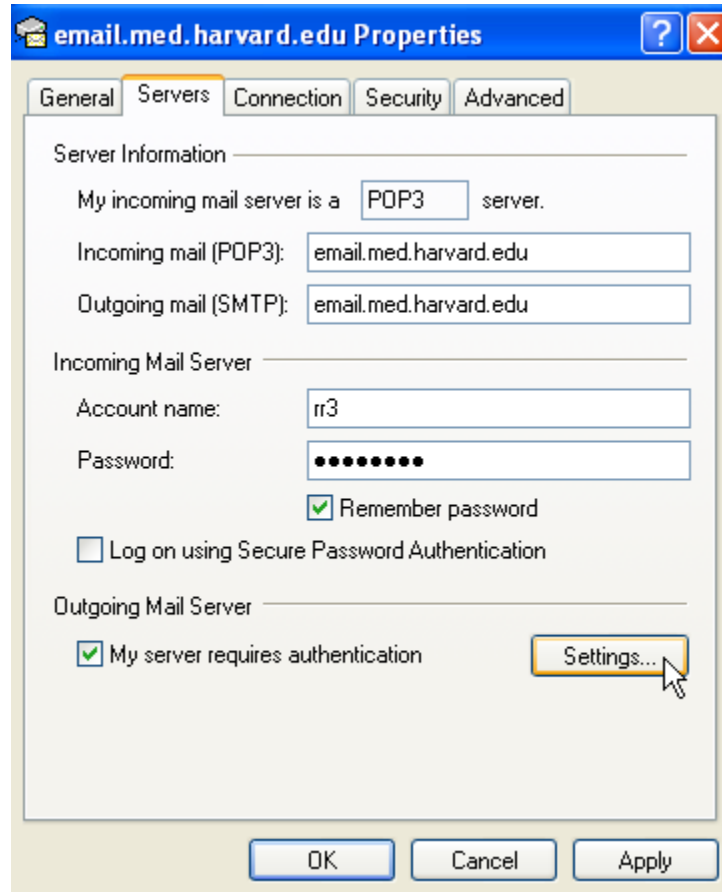 email.med.harvard.edu Properties
General Servers Connection Security Advanced
Server Information
My incoming mail server is a POP3 server.
Incoming mail (POP3): email.med.harvard.edu
Outgoing mail (SMTP): email.med.harvard.edu
Incoming Mail Server
Account name: rr3
Password: ●●●●●●●●
Remember password
Log on using Secure Password Authentication
Outgoing Mail Server
My server requires authentication Settings...
OK Cancel Apply